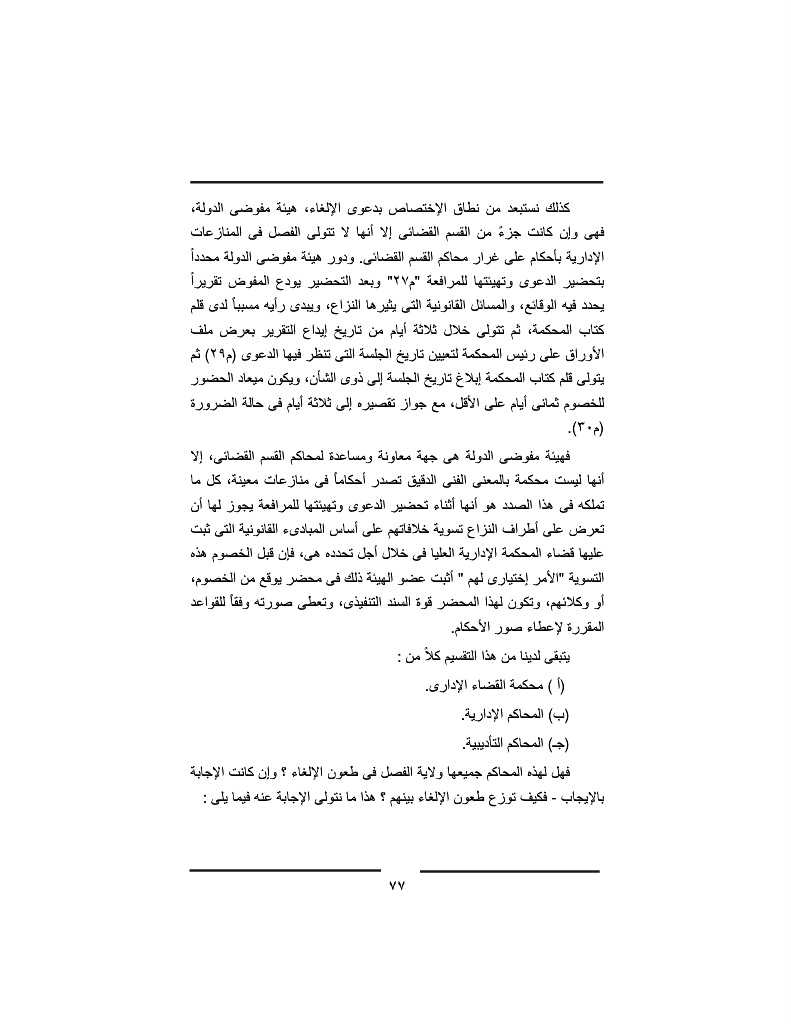 كذلك نستبعد من نطاق الإختصاص بدعوى الإلغاء، هيئة مفوضى الدولة،
فهى وإن كانت جزءً من القسم القضائى إلا أنها لا تتولى الفصل فى المنازعات
الإدارية بأحكام على غرار محاكم القسم القضائى. ودور هيئة مفوضى الدولة محدداً
بتحضير الدعوى وتهيئتها للمرافعة "م٢٧" وبعد التحضير يودع المفوض تقريراً
يحدد فيه الوقائع، والمسائل القانونية التى يثيرها النزاع، ويبدى رأيه مسبباً لدى قلم
كتاب المحكمة، ثم تتولى خلال ثلاثة أيام من تاريخ إيداع التقرير بعرض ملف
الأوراق على رئيس المحكمة لتعيين تاريخ الجلسة التى تنظر فيها الدعوى (م٢٩) ثم
يتولى قلم كتاب المحكمة إبلاغ تاريخ الجلسة إلى ذوى الشأن، ويكون ميعاد الحضور
للخصوم ثمانى أيام على الأقل، مع جواز تقصيره إلى ثلاثة أيام فى حالة الضرورة
(م٣٠).
فهيئة مفوضى الدولة هى جهة معاونة ومساعدة لمحاكم القسم القضائى، إلا
أنها ليست محكمة بالمعنى الفنى الدقيق تصدر أحكاماً فى منازعات معينة، كل ما
تملكه فى هذا الصدد هو أنها أثناء تحضير الدعوى وتهيئتها للمرافعة يجوز لها أن
تعرض على أطراف النزاع تسوية خلافاتهم على أساس المبادىء القانونية التى ثبت
عليها قضاء المحكمة الإدارية العليا فى خلال أجل تحدده هى، فإن قبل الخصوم هذه
التسوية "الأمر إختيارى لهم " أثبت عضو الهيئة ذلك فى محضر يوقع من الخصوم،
أو وكلائهم، وتكون لهذا المحضر قوة السند التنفيذى، وتعطى صورته وفقاً للقواعد
المقررة لإعطاء صور الأحكام.
يتبقى لدينا من هذا التقسيم كلاً من :
(أ ) محكمة القضاء الإدارى.
(ب) المحاكم الإدارية.
(جـ) المحاكم التأديبية.
فهل لهذه المحاكم جميعها ولاية الفصل فى طعون الإلغاء ؟ وإن كانت الإجابة
بالإيجاب - فكيف توزع طعون الإلغاء بينهم ؟ هذا ما نتولى الإجابة عنه فيما يلى :
٧٧